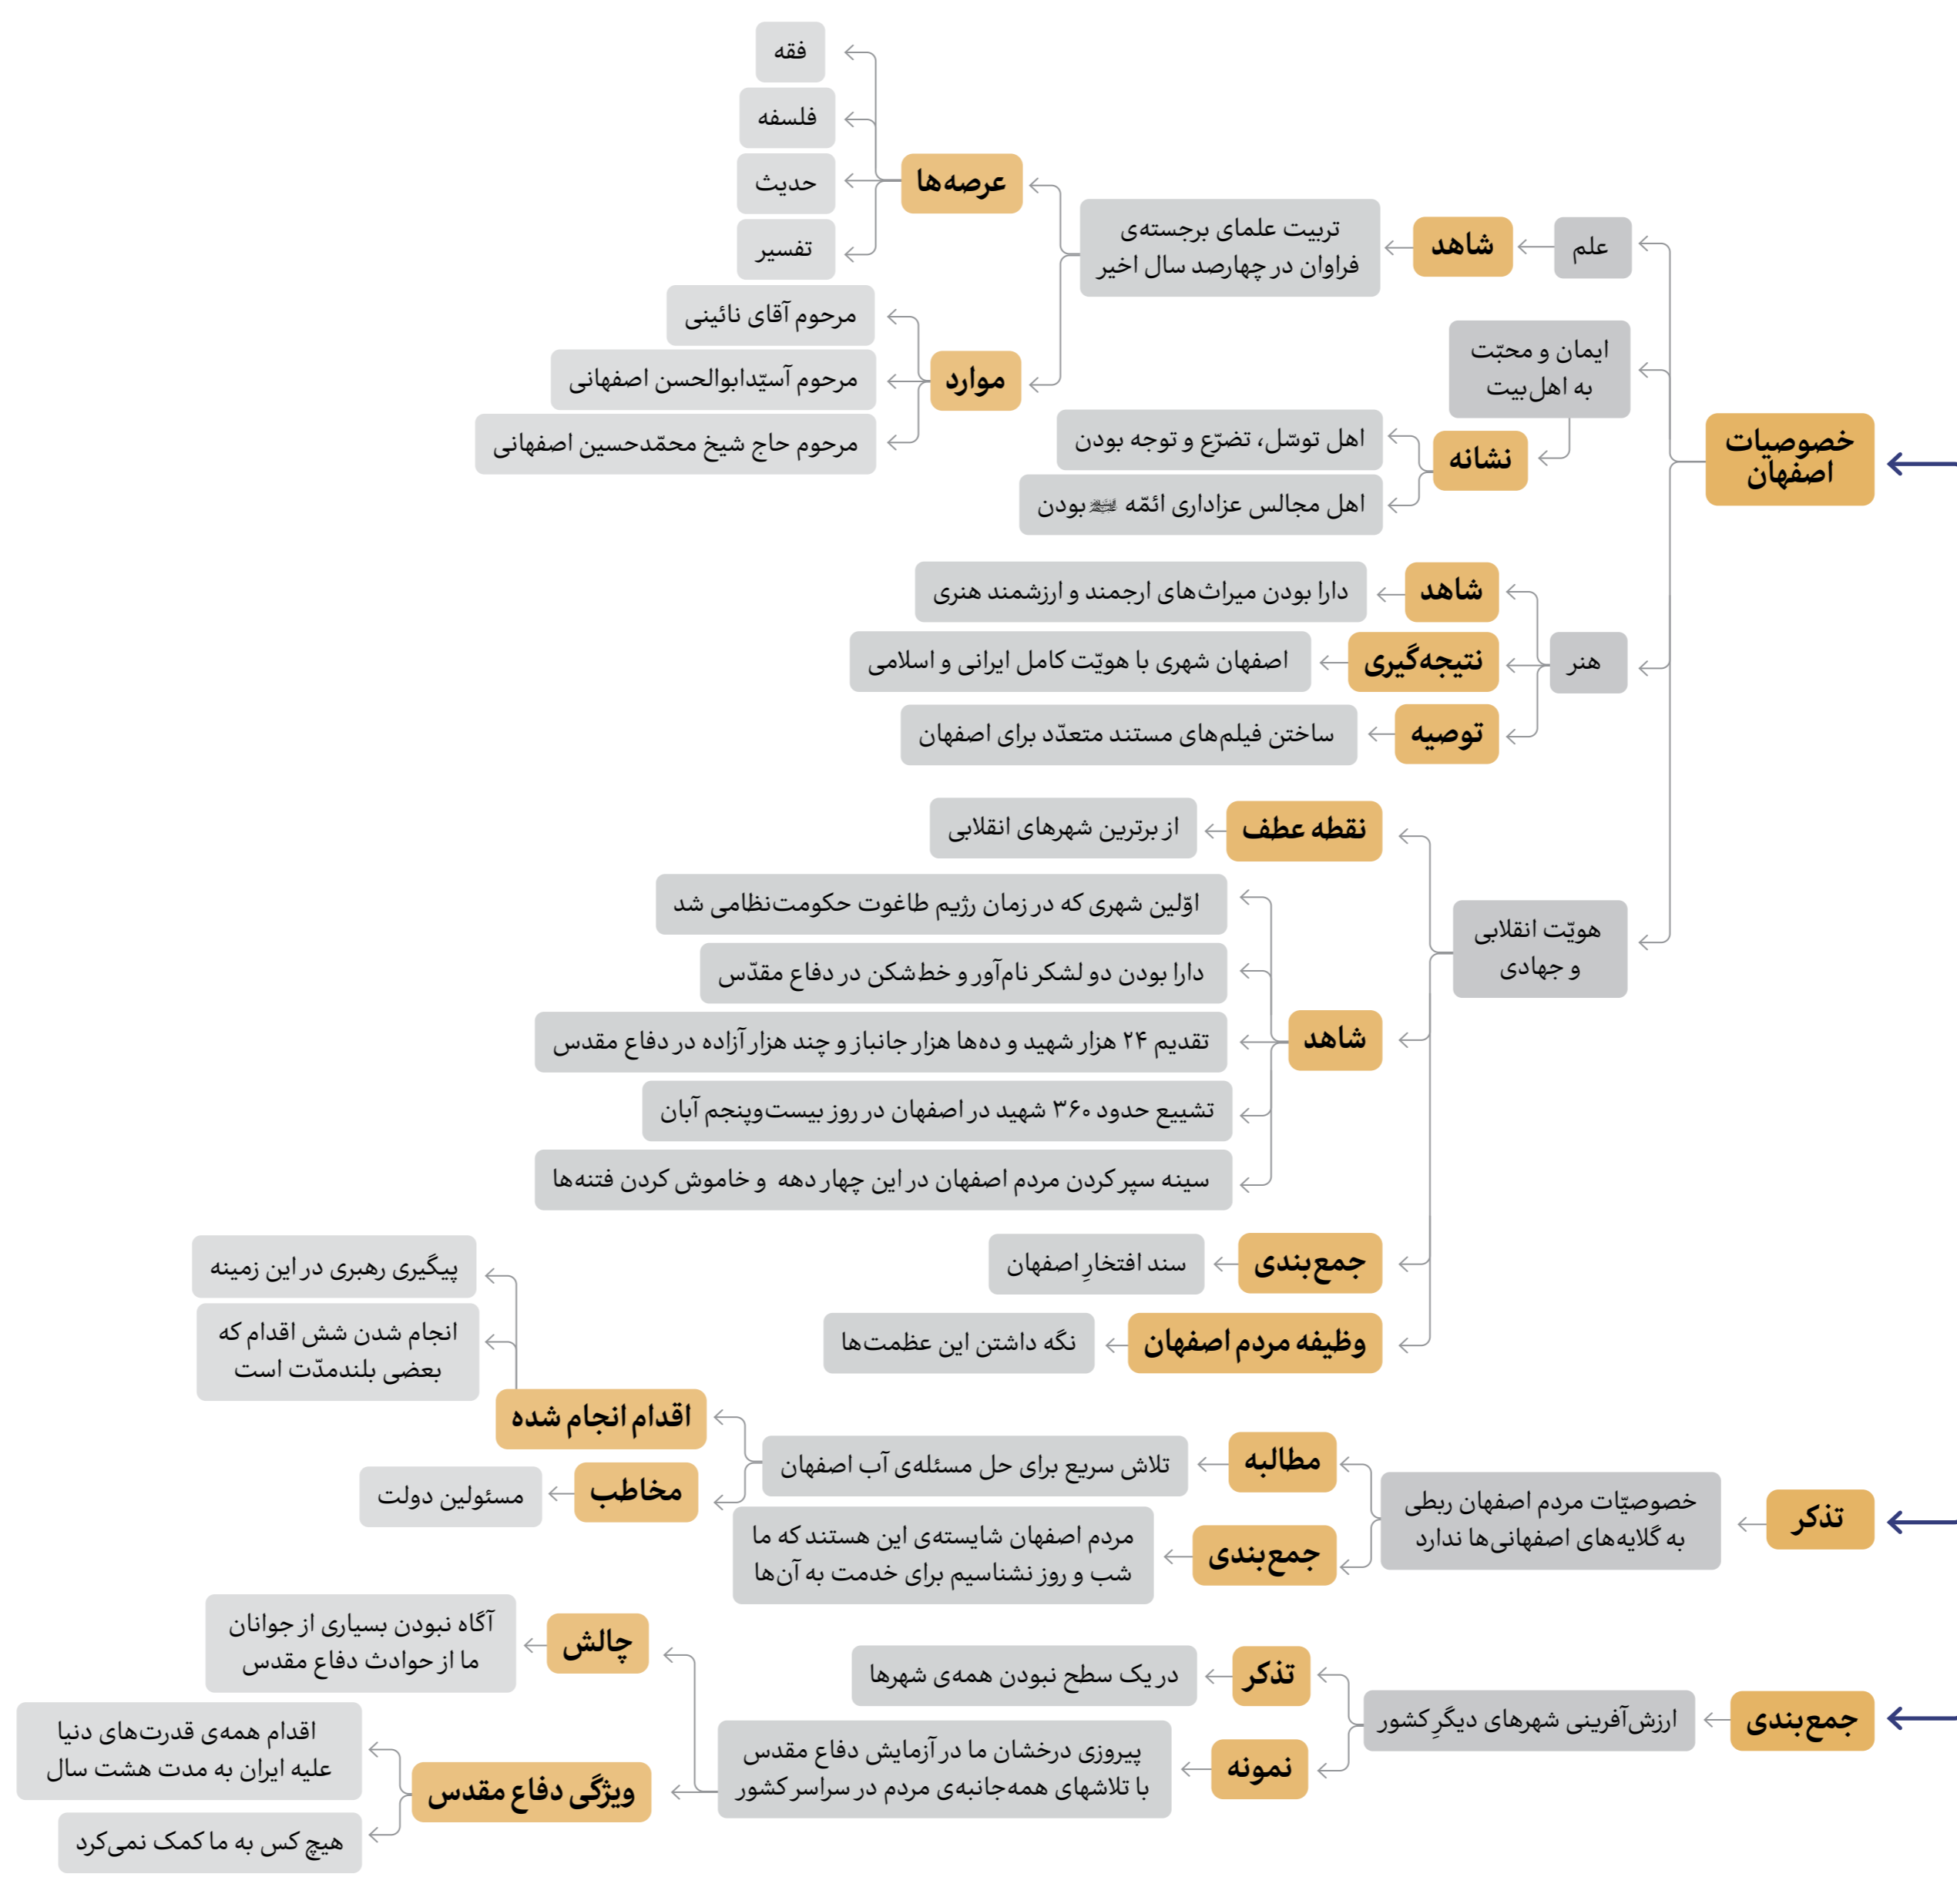 خصوصیات
اصفهان
علم
شاهد
تربیت علمای برجسته‌ی
فراوان در چهارصد سال اخیر
عرصه‌ها
فقه
فلسفه
حدیث
تفسیر
موارد
مرحوم آقای نائینی
مرحوم آسیّدابوالحسن اصفهانی
مرحوم حاج شیخ محمّدحسین اصفهانی
ایمان و محبّت
به اهل‌بیت
نشانه
اهل توسّل، تضرّع و توجه بودن
اهل مجالس عزاداری ائمّه بودن
هنر
شاهد
دارا بودن میراث‌های ارجمند و ارزشمند هنری
نتیجه‌گیری
اصفهان شهری با هویّت کامل ایرانی و اسلامی
توصیه
ساختن فیلم‌های مستند متعدّد برای اصفهان
هویّت انقلابی
و جهادی
نقطه عطف
از برترین شهرهای انقلابی
شاهد
اوّلین شهری که در زمان رژیم طاغوت حکومت‌نظامی شد
دارا بودن دو لشکر نام‌آور و خط‌شکن در دفاع مقدّس
تقدیم ۲۴ هزار شهید و ده‌ها هزار جانباز و چند هزار آزاده در دفاع مقدس
تشییع حدود ۳۶۰ شهید در اصفهان در روز بیست‌وپنجم آبان
سینه سپر کردن مردم اصفهان در این چهار دهه و خاموش کردن فتنه‌ها
جمع‌بندی
سند افتخارِ اصفهان
وظیفه مردم اصفهان
نگه داشتن این عظمت‌ها
تذکر
خصوصیّات مردم اصفهان ربطی
به گلایه‌های اصفهانی‌ها ندارد
مطالبه
تلاش سریع برای حل مسئله‌ی آب اصفهان
اقدام انجام شده
پیگیری رهبری در این زمینه
انجام شدن شش اقدام که
بعضی بلندمدّت است
مخاطب
مسئولین دولت
جمع‌بندی
مردم اصفهان شایسته‌ی این هستند که ما
شب و روز نشناسیم برای خدمت به آن‌ها
جمع‌بندی
ارزش‌آفرینی شهرهای دیگرِ کشور
تذکر
در یک سطح نبودن همه‌ی شهرها
نمونه
پیروزی درخشان ما در آزمایش دفاع مقدس
با تلاشهای همه‌جانبه‌ی مردم در سراسر کشور
چالش
آگاه نبودن بسیاری از جوانان
ما از حوادث دفاع مقدس
ویژگی دفاع مقدس
اقدام همه‌ی قدرت‌های دنیا
علیه ایران به مدت هشت سال
هیچ کس به ما کمک نمی‌کرد